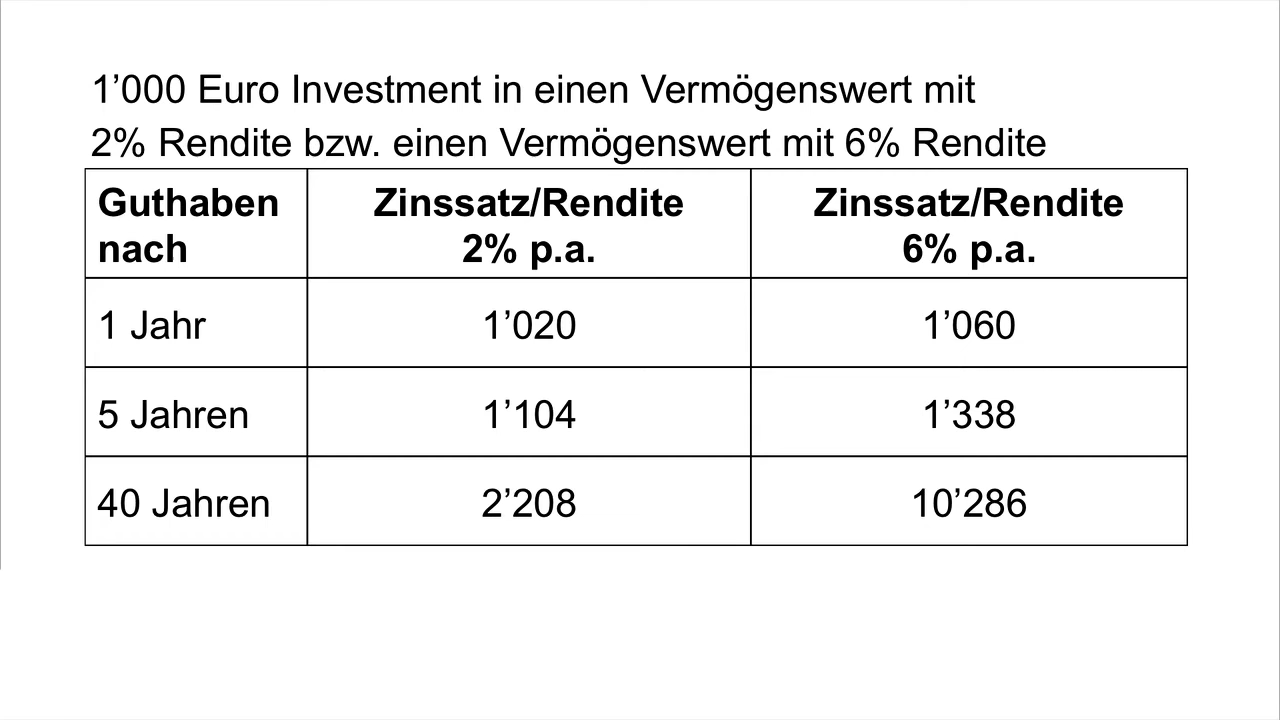 1’000 Euro Investment in einen Vermögenswert mit
2% Rendite bzw. einen Vermögenswert mit 6% Rendite
Guthaben nach
Zinssatz/Rendite 2% p.a.
Zinssatz/Rendite 6% p.a.
1 Jahr 1’020 1’060
5 Jahren 1’104 1’338
40 Jahren 2’208 10’286